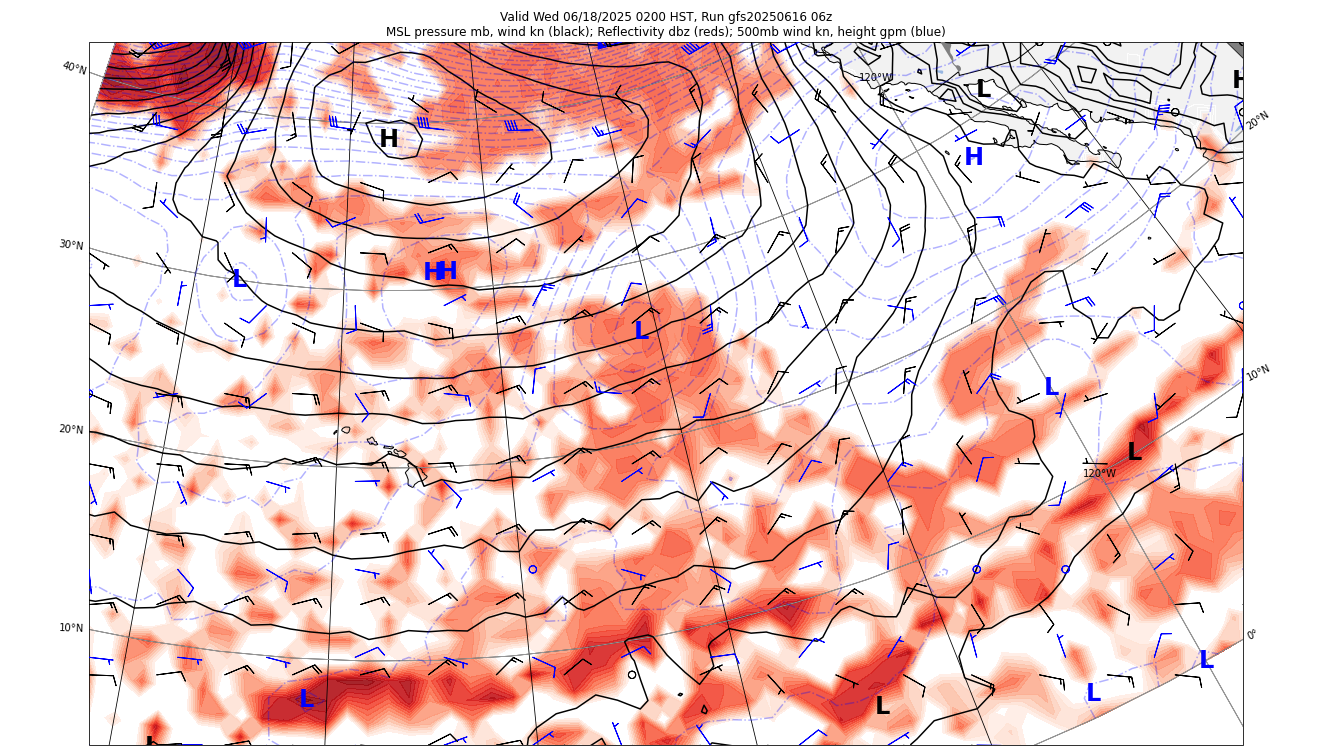 Valid Wed 06/18/2025 0200 HST, Run gfs20250616 06z
MSL pressure mb, wind kn (black); Reflectivity dbz (reds); 500mb wind kn, height gpm (blue)
40°N
120°W
L
H
20°N
H
H
30°N
L
H
H
L
10°N
L
20°N
L
120°W
10°N
0°
L
L
L
L
L